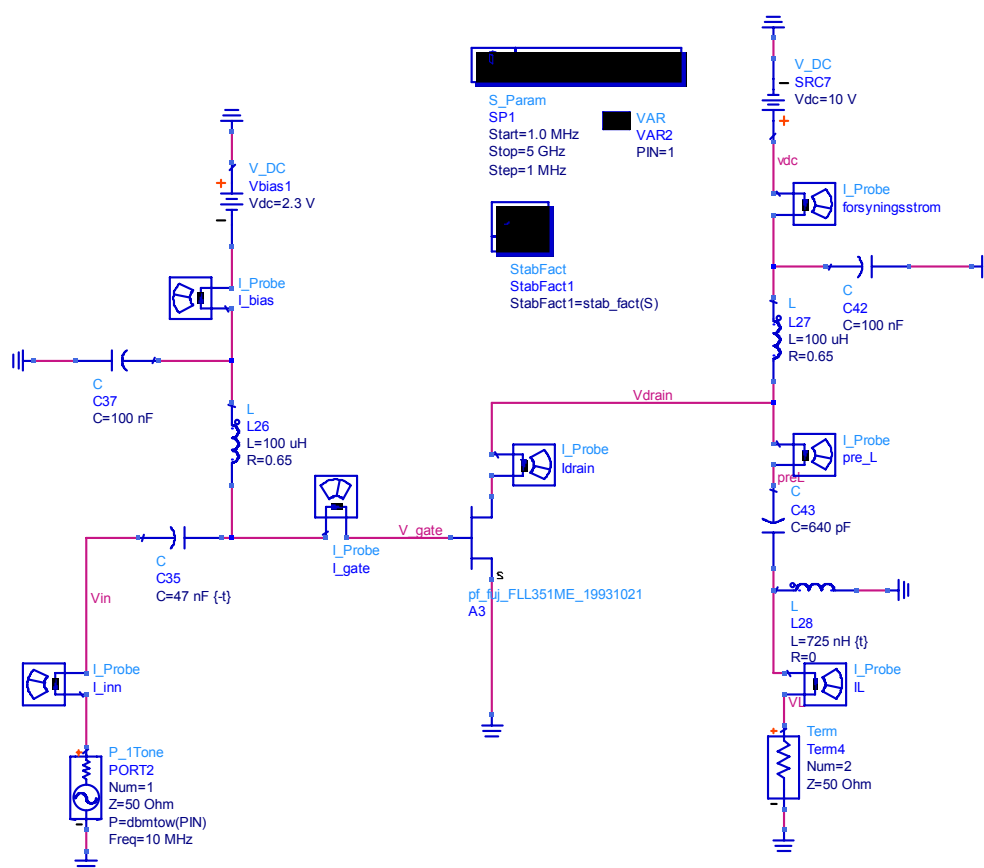 V_DC
SRC7
Vdc=10 V
+
−
vdc
S_Param
SP1
Start=1.0 MHz
Stop=5 GHz
Step=1 MHz
VAR
VAR2
PIN=1
V_DC
Vbias1
Vdc=2.3 V
+
−
I_Probe
forsyningsstrom
StabFact
StabFact1
StabFact1=stab_fact(S)
I_Probe
I_bias
C
C42
C=100 nF
L
L27
L=100 uH
R=0.65
C
C37
C=100 nF
L
L26
L=100 uH
R=0.65
Vdrain
I_Probe
Idrain
I_Probe
pre_L
preL
C
C43
C=640 pF
V_gate
I_Probe
I_gate
C
C35
C=47 nF {-t}
S
pf_fuj_FLL351ME_19931021
A3
Vin
L
L28
L=725 nH {t}
R=0
I_Probe
I_inn
I_Probe
IL
VL
P_1Tone
PORT2
Num=1
Z=50 Ohm
P=dbmtow(PIN)
Freq=10 MHz
+
−
Term
Term4
Num=2
Z=50 Ohm
+
−